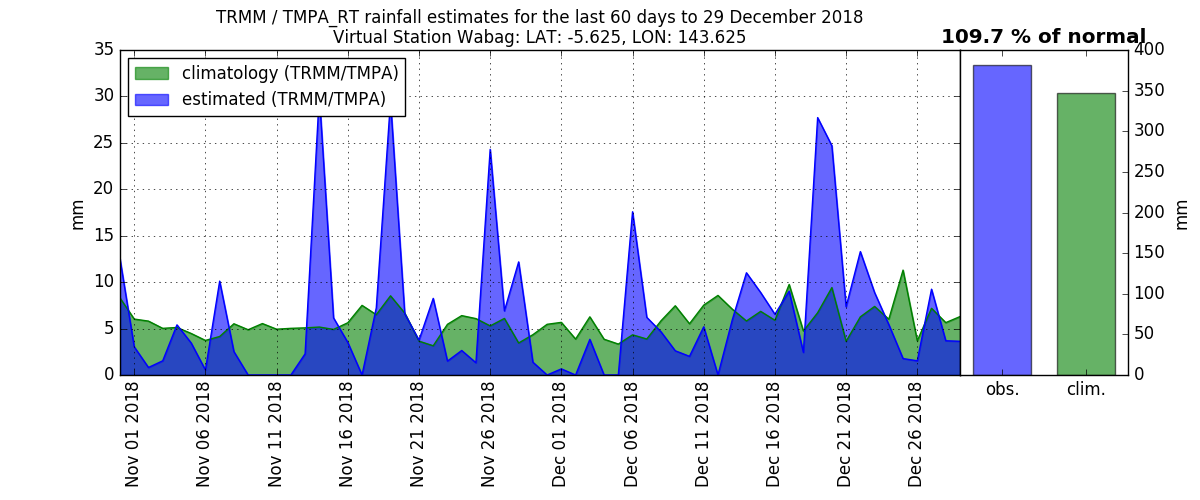 TRMM / TMPA_RT rainfall estimates for the last 60 days to 29 December 2018
Virtual Station Wabag: LAT: -5.625, LON: 143.625
109.7 % of normal
climatology (TRMM/TMPA)
estimated (TRMM/TMPA)
35
30
25
20
15
10
5
0
mm
Nov 01 2018
Nov 06 2018
Nov 11 2018
Nov 16 2018
Nov 21 2018
Nov 26 2018
Dec 01 2018
Dec 06 2018
Dec 11 2018
Dec 16 2018
Dec 21 2018
Dec 26 2018
obs.
clim.
400
350
300
250
200
150
100
50
0
mm